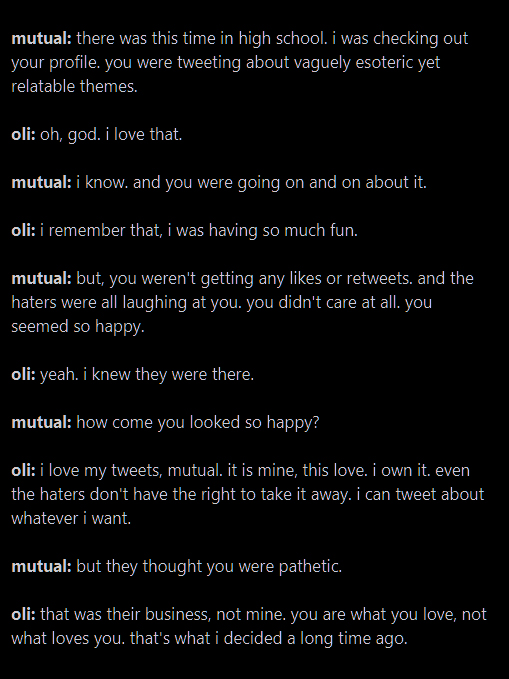 mutual: there was this time in high school. i was checking out
your profile. you were tweeting about vaguely esoteric yet
relatable themes.
oli: oh, god. i love that.
mutual: i know. and you were going on and on about it.
oli: i remember that, i was having so much fun.
mutual: but, you weren't getting any likes or retweets. and the
haters were all laughing at you. you didn't care at all. you
seemed so happy.
oli: yeah. i knew they were there.
mutual: how come you looked so happy?
oli: i love my tweets, mutual. it is mine, this love. i own it. even
the haters don't have the right to take it away. i can tweet about
whatever i want.
mutual: but they thought you were pathetic.
oli: that was their business, not mine. you are what you love, not
what loves you. that's what i decided a long time ago.